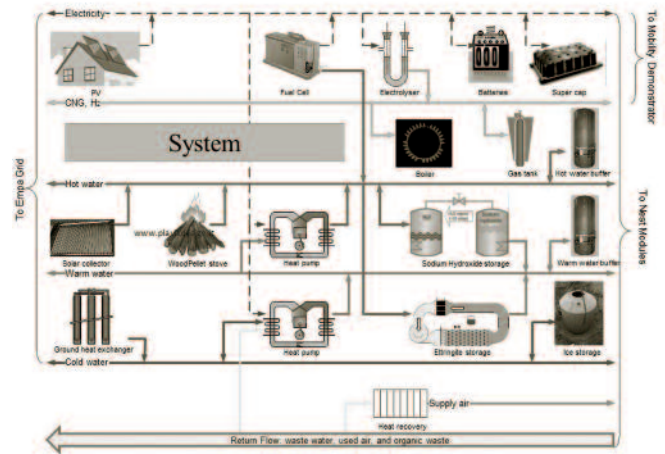 Electricity
PV
Fuel Cell
Electrolyser
Batteries
Super cap
To Mobility Demonstrator
CNG, H₂
System
Boiler
Gas tank
Hot water buffer
To Empa Grid
Hot water
Solar collector
WoodPellet stove
Heat pump
Sodium Hydroxide storage
Warm water buffer
To Nest Modules
Warm water
Ground heat exchanger
Heat pump
Ettringite storage
Ice storage
Cold water
Supply air
Heat recovery
Return Flow: waste water, used air, and organic waste